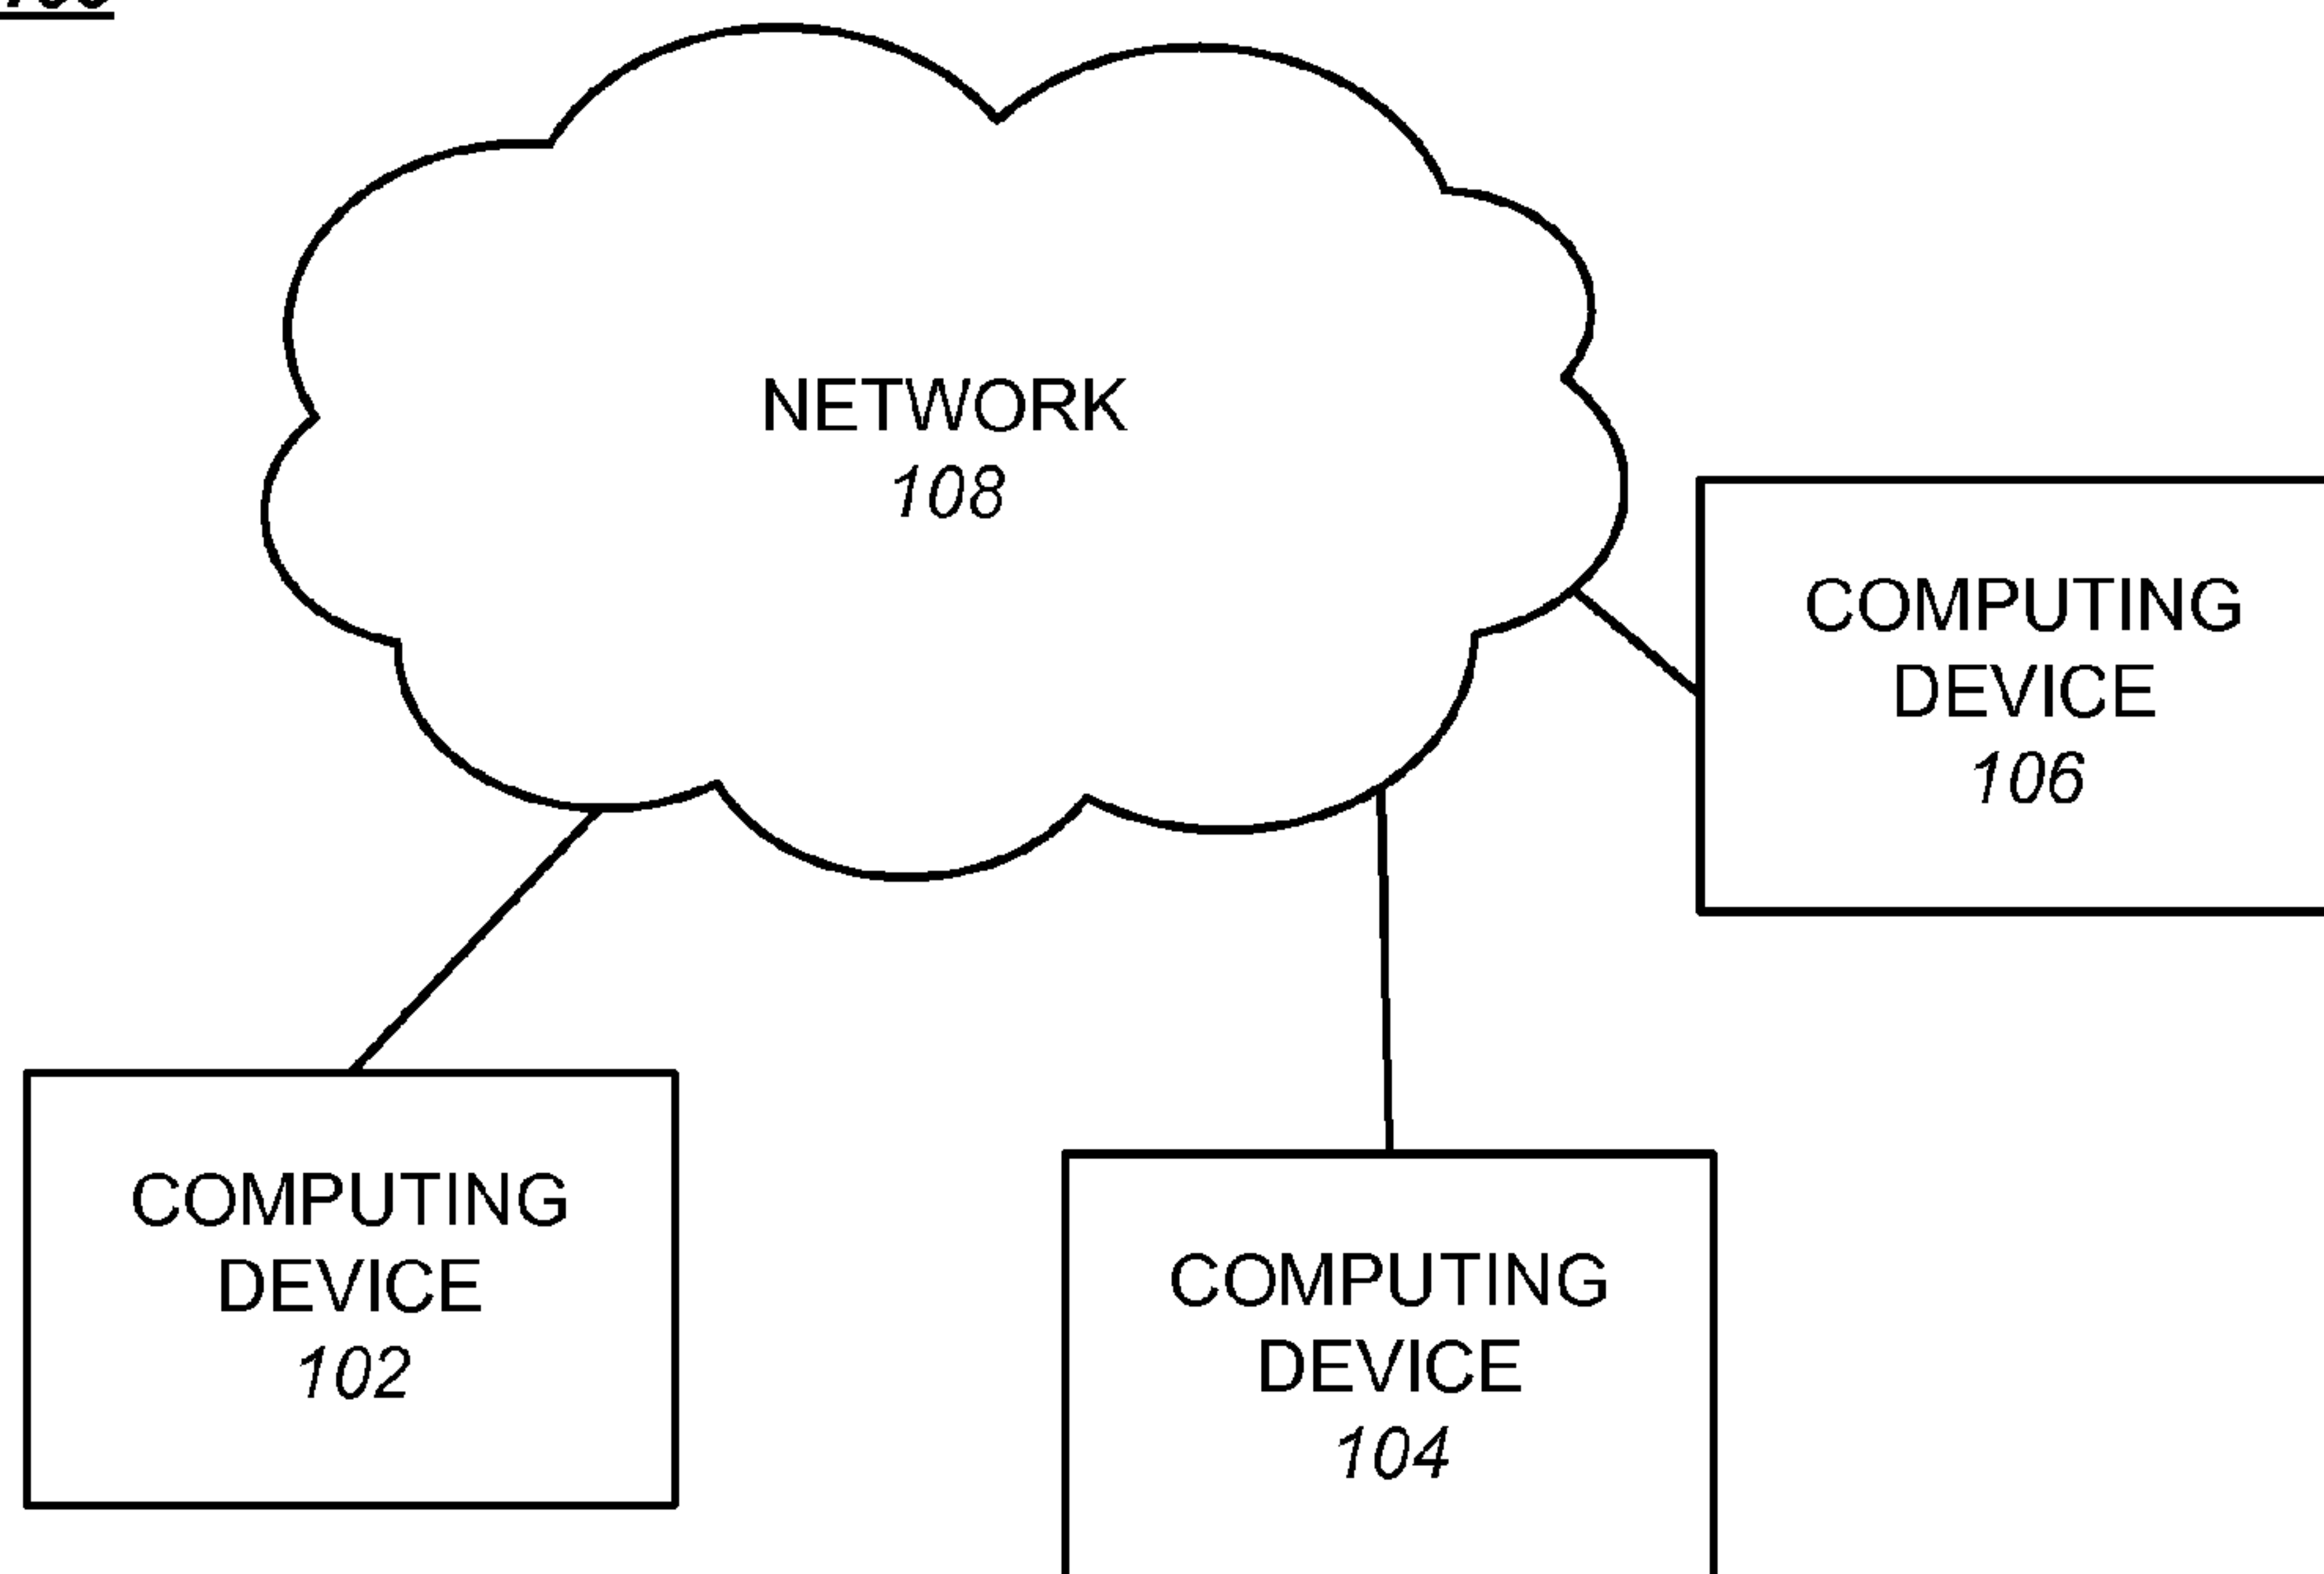 NETWORK
108
COMPUTING
DEVICE
106
COMPUTING
DEVICE
102
COMPUTING
DEVICE
104